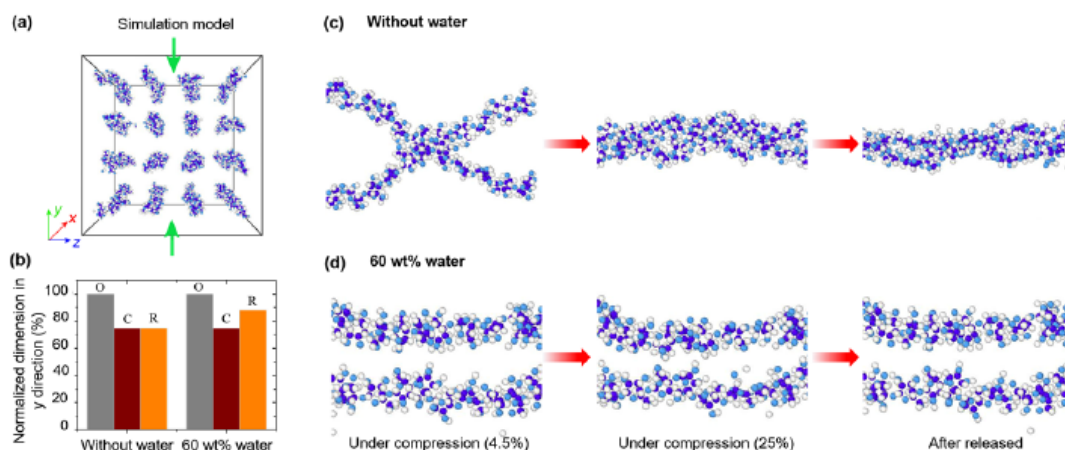 (a)
Simulation model
y
x
z
(b)
Normalized dimension in
y direction (%)
100
80
60
40
20
0
O
C
R
O
C
R
Without water
60 wt% water
(c) Without water
(d) 60 wt% water
Under compression (4.5%)
Under compression (25%)
After released